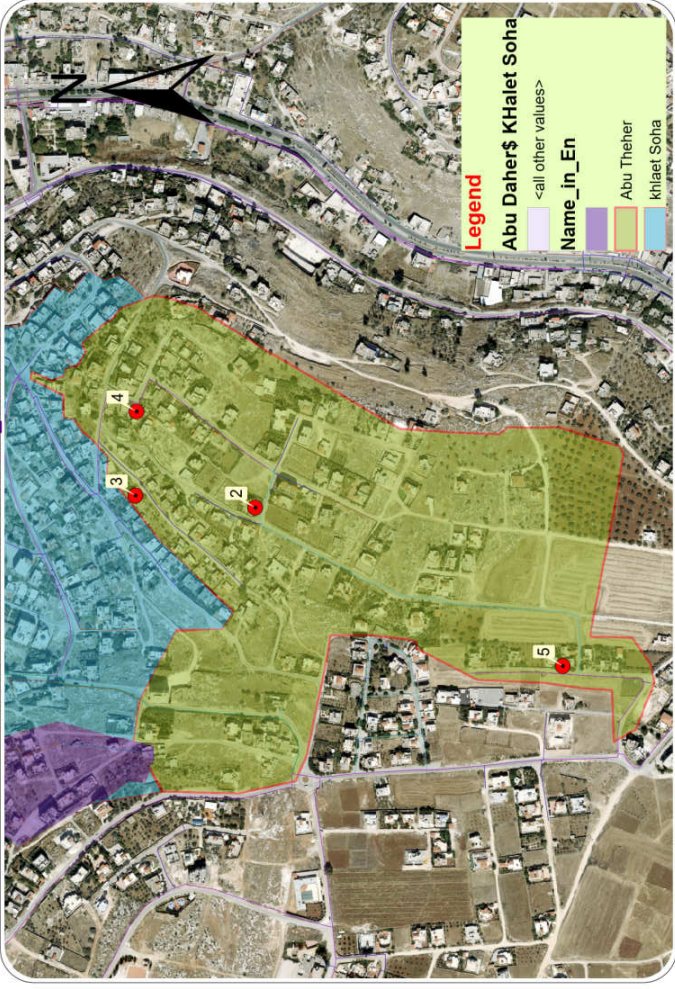 N
Legend
Abu Daher$ KHalet Soha
<all other values>
Name_in_En
Abu Theher
khlaet Soha
4
3
2
5